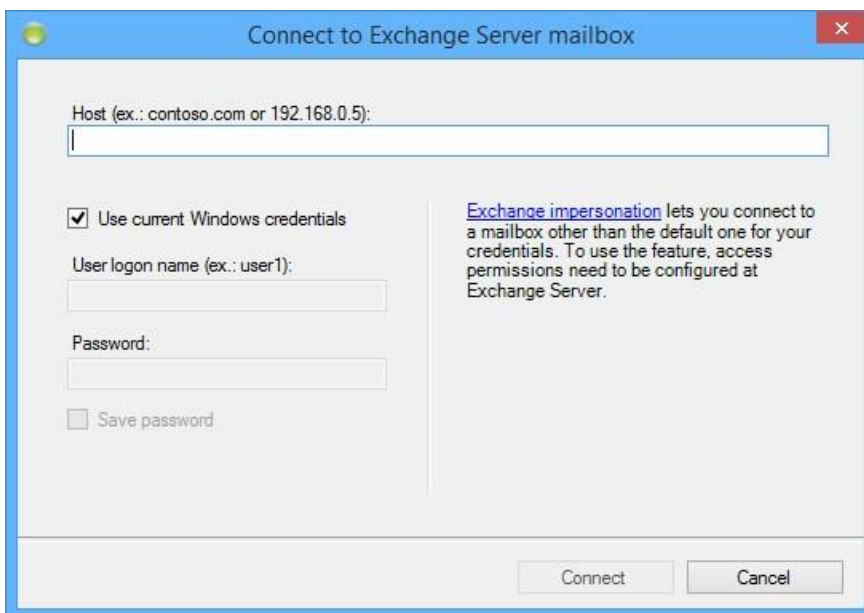 Connect to Exchange Server mailbox
Host (ex.: contoso.com or 192.168.0.5):
Use current Windows credentials
User logon name (ex.: user1):
Password:
Save password
Exchange impersonation lets you connect to
a mailbox other than the default one for your
credentials. To use the feature, access
permissions need to be configured at
Exchange Server.
Connect
Cancel